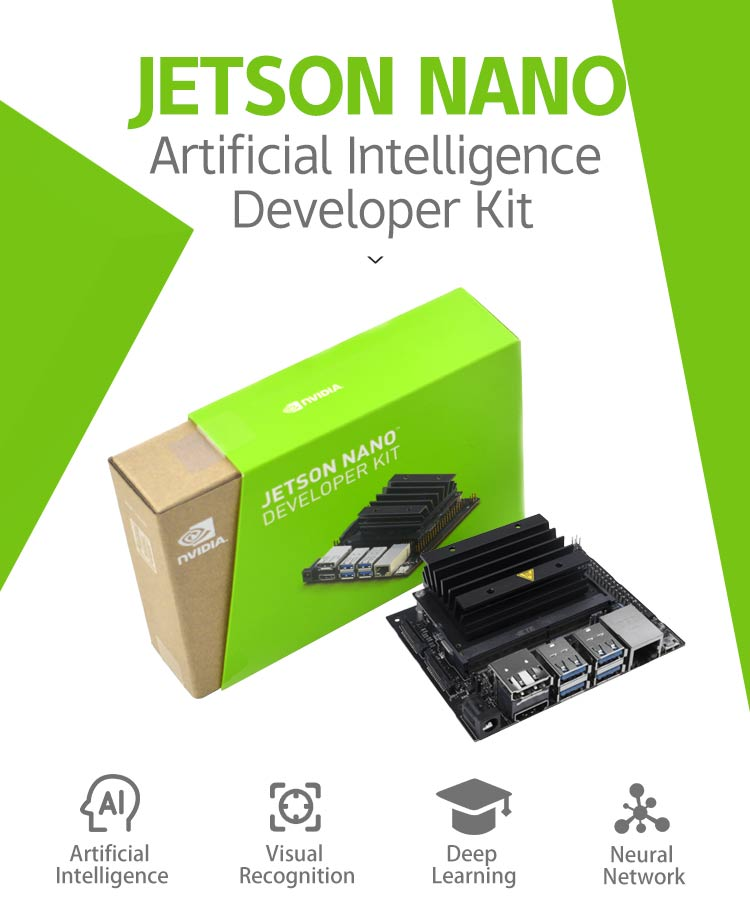 JETSON NANO
Artificial Intelligence
Developer Kit
NVIDIA
JETSON NANO™
DEVELOPER KIT
NVIDIA.
AI
Artificial
Intelligence
Visual
Recognition
Deep
Learning
Neural
Network